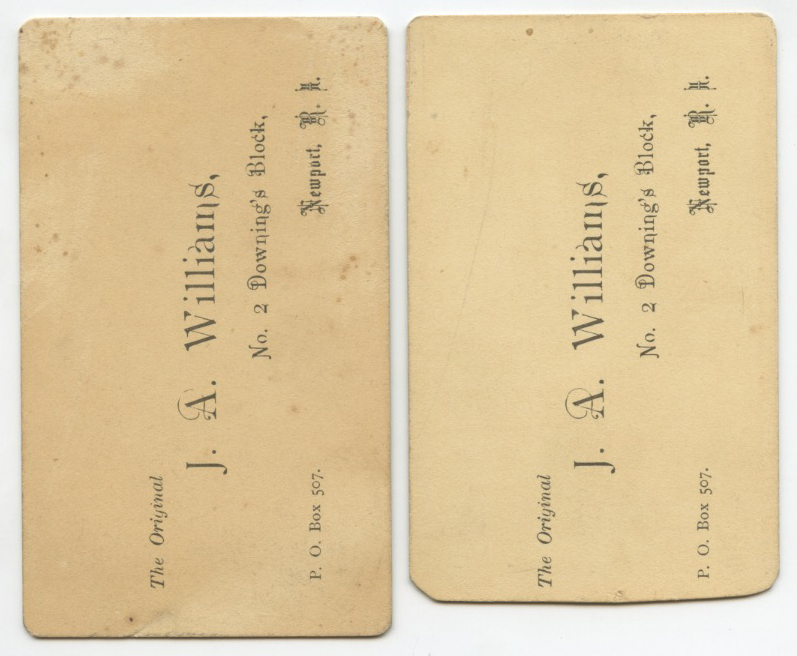 The Original
J. A. Williams,
No. 2 Downing's Block,
P. O. Box 507. Newport, R. I.
The Original
J. A. Williams,
No. 2 Downing's Block,
P. O. Box 507. Newport, R. I.